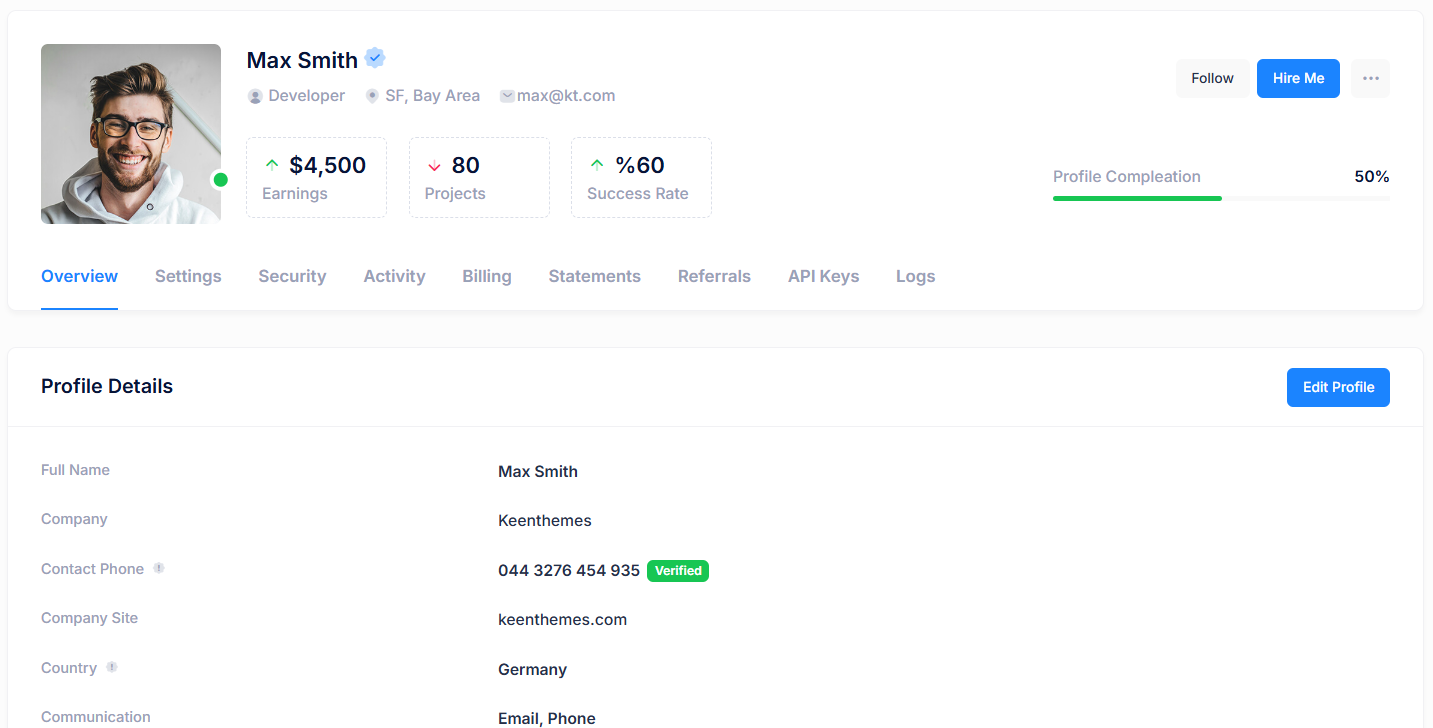 Max Smith
Developer SF, Bay Area max@kt.com
Follow Hire Me
$4,500 80 %60
Earnings Projects Success Rate
Profile Compleation 50%
Overview Settings Security Activity Billing Statements Referrals API Keys Logs
Profile Details Edit Profile
Full Name Max Smith
Company Keenthemes
Contact Phone 044 3276 454 935 Verified
Company Site keenthemes.com
Country Germany
Communication Email, Phone